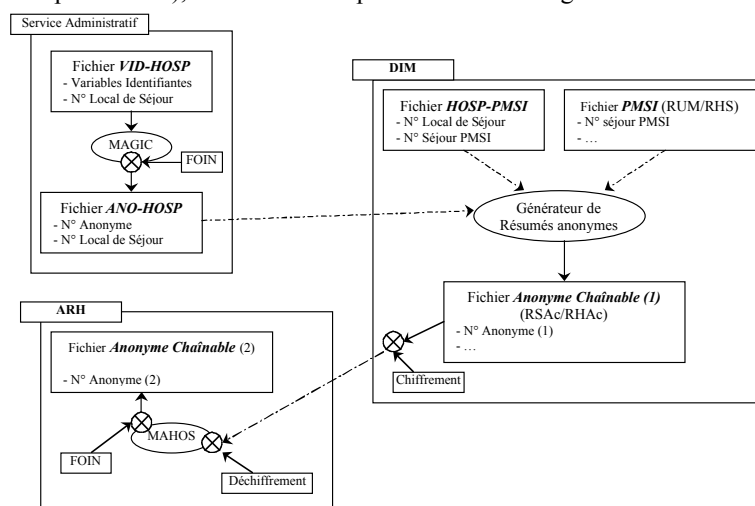 Service Administratif
Fichier VID-HOSP
- Variables Identifiantes
- N° Local de Séjour
MAGIC
FOIN
Fichier ANO-HOSP
- N° Anonyme
- N° Local de Séjour
DIM
Fichier HOSP-PMSI
- N° Local de Séjour
- N° Séjour PMSI
Fichier PMSI (RUM/RHS)
- N° séjour PMSI
- …
Générateur de
Résumés anonymes
Fichier Anonyme Chaînable (1)
(RSAc/RHAc)
- N° Anonyme (1)
- …
Chiffrement
ARH
Fichier Anonyme Chaînable (2)
- N° Anonyme (2)
MAHOS
FOIN
Déchiffrement